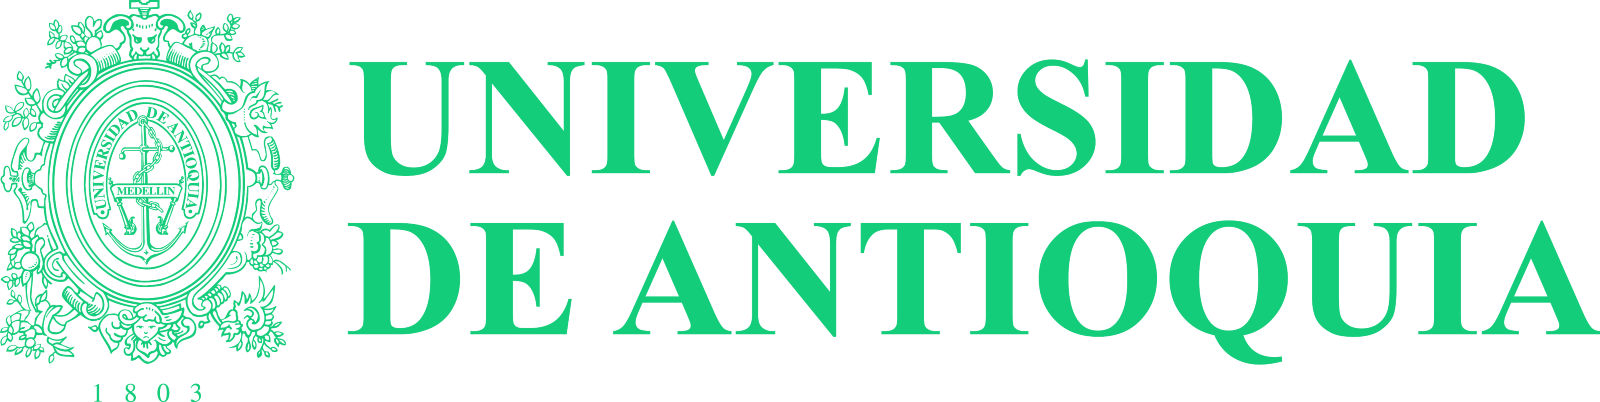 UNIVERSIDAD DE ANTIOQUIA
MEDELLIN
1803
UNIVERSIDAD
DE ANTIOQUIA